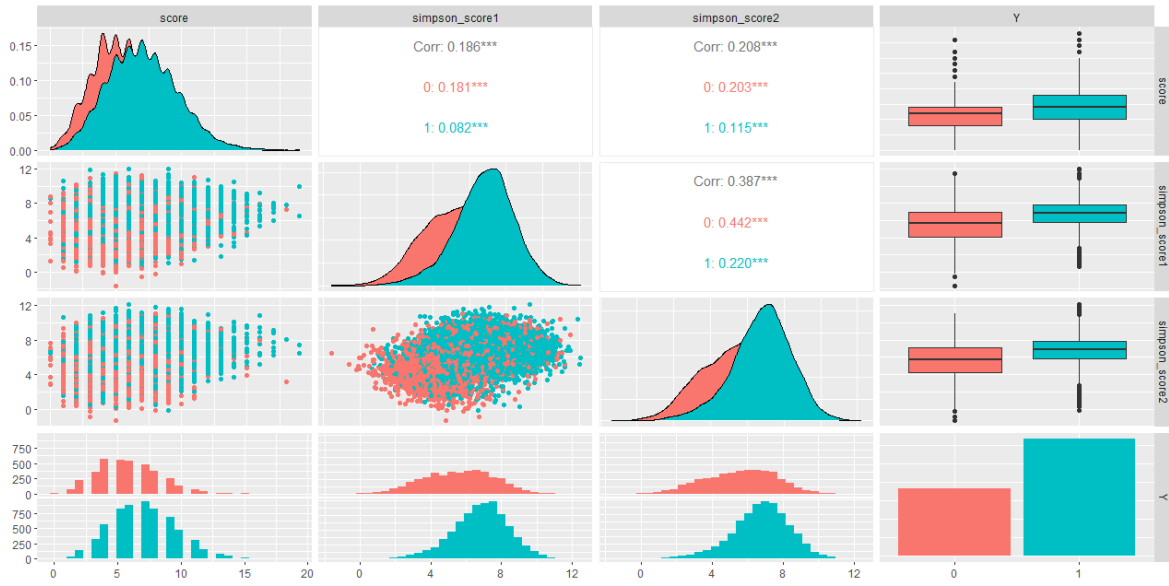 score
simpson_score1
simpson_score2
Y
0.15
0.10
0.05
0.00
Corr: 0.186***
0: 0.181***
1: 0.082***
Corr: 0.208***
0: 0.203***
1: 0.115***
score
12
8
4
0
Corr: 0.387***
0: 0.442***
1: 0.220***
simpson_score1
12
8
4
0
simpson_score2
750
500
250
0
750
500
250
0
Y
0 5 10 15 20
0 4 8 12
0 4 8 12
0 1